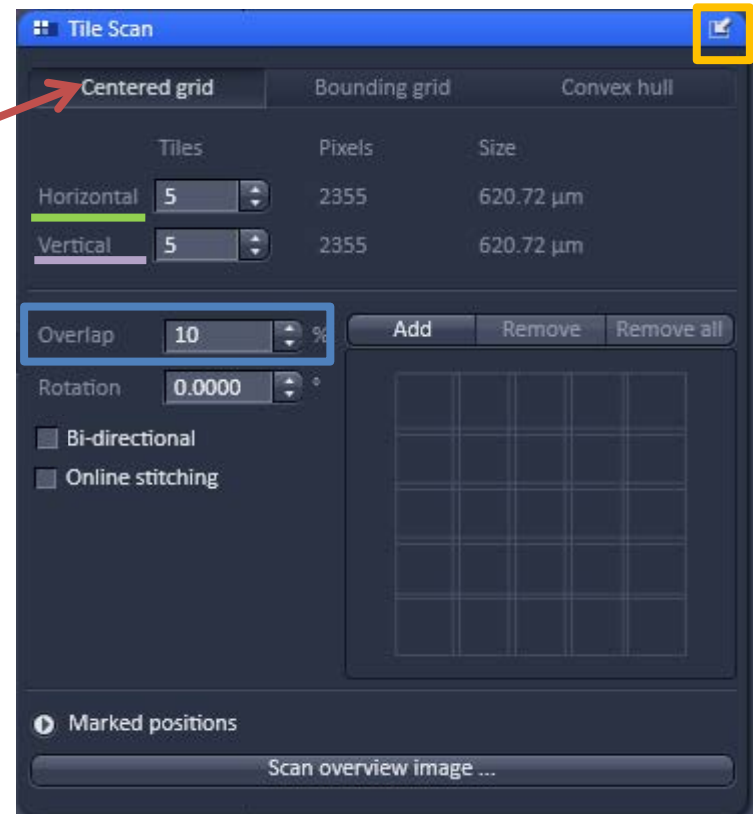 Tile Scan
Centered grid Bounding grid Convex hull
Tiles Pixels Size
Horizontal 5 2355 620.72 µm
Vertical 5 2355 620.72 µm
Overlap 10 % Add Remove Remove all
Rotation 0.0000 °
Bi-directional
Online stitching
Marked positions
Scan overview image ...